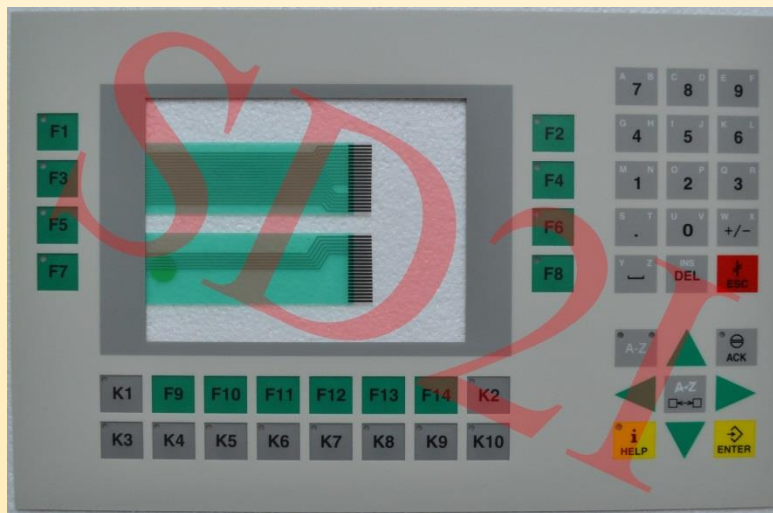 A B C D E F
7 8 9
F1 F2 G H I J K L
4 5 6
F3 F4 M N O P Q R
1 2 3
F5 F6 S T U V W X
. 0 +/-
F7 F8 Y Z INS
DEL ESC
A-Z ACK
K1 F9 F10 F11 F12 F13 F14 K2 A-Z
K3 K4 K5 K6 K7 K8 K9 K10 i
HELP ENTER
SD2I